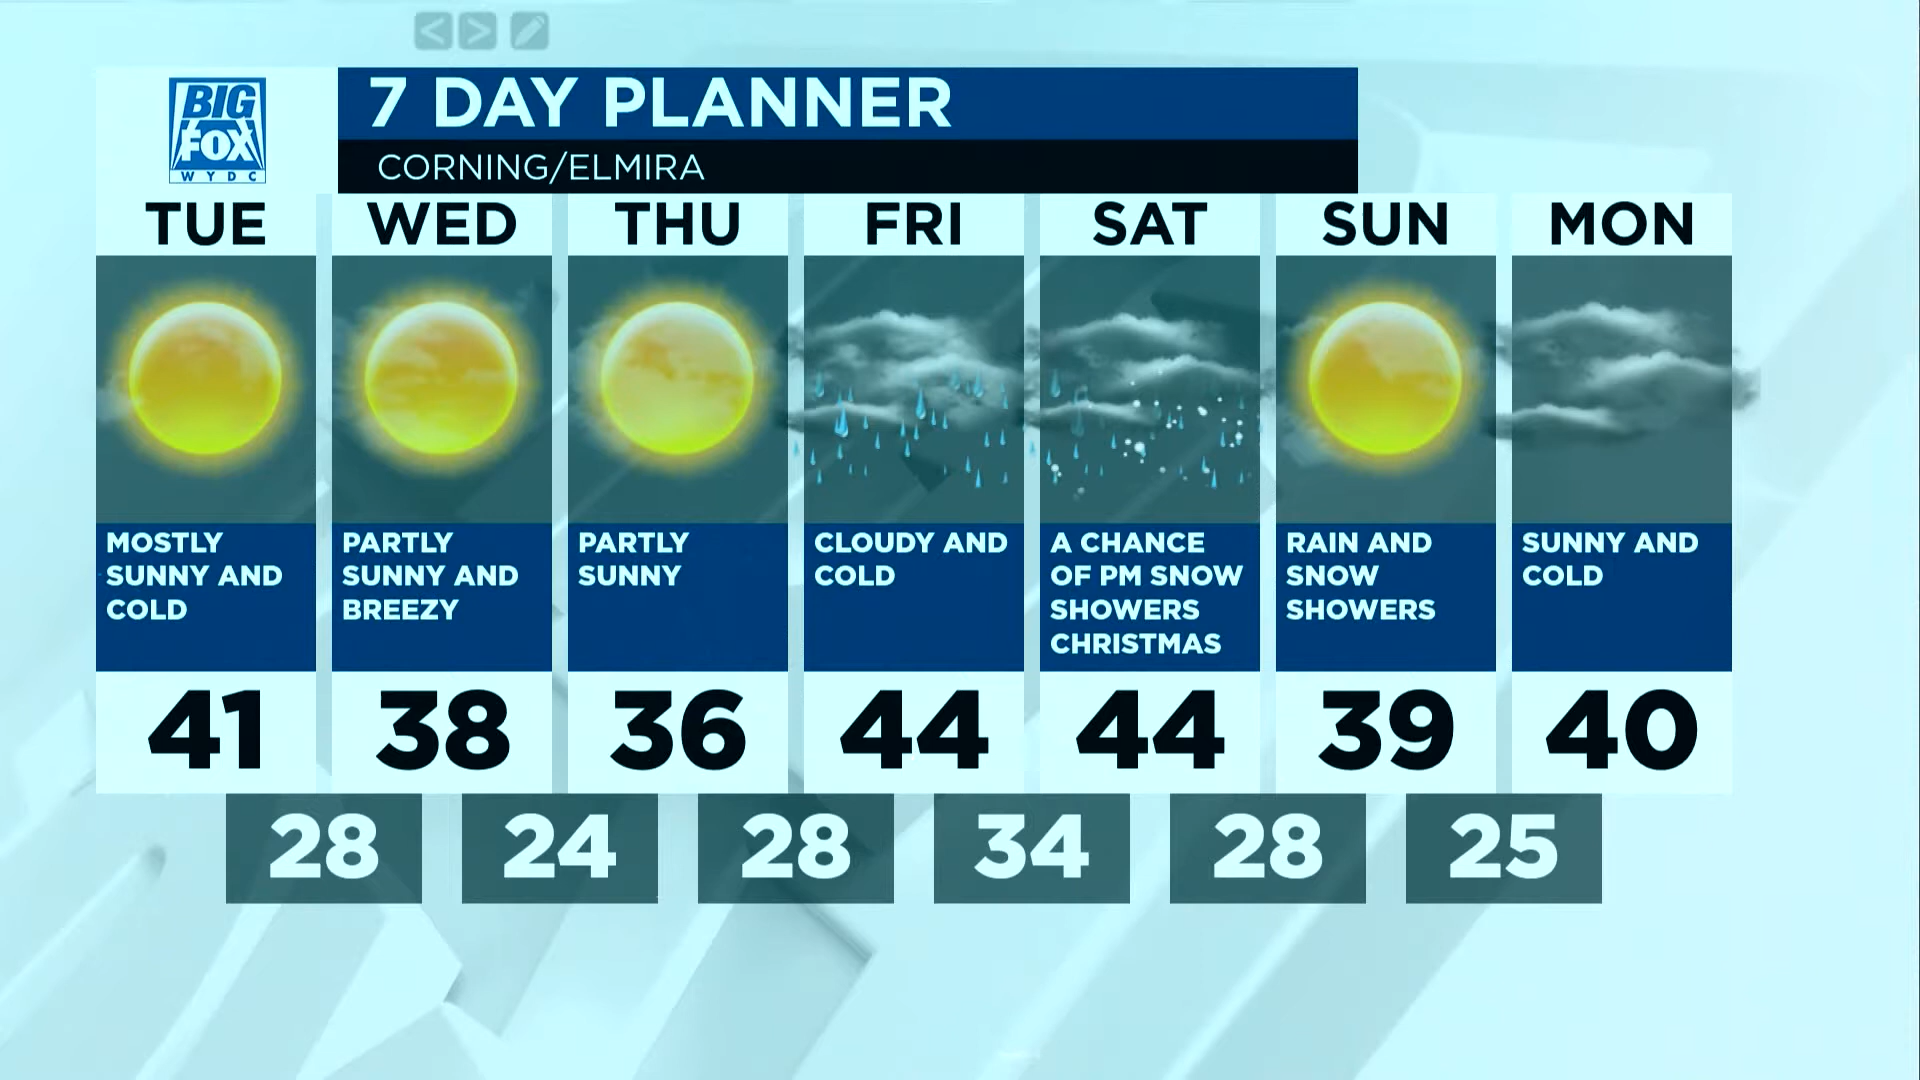 BIG
FOX
WYDC
7 DAY PLANNER
CORNING/ELMIRA
TUE
WED
THU
FRI
SAT
SUN
MON
MOSTLY
SUNNY AND
COLD
PARTLY
SUNNY AND
BREEZY
PARTLY
SUNNY
CLOUDY AND
COLD
A CHANCE
OF PM SNOW
SHOWERS
CHRISTMAS
RAIN AND
SNOW
SHOWERS
SUNNY AND
COLD
41
38
36
44
44
39
40
28
24
28
34
28
25